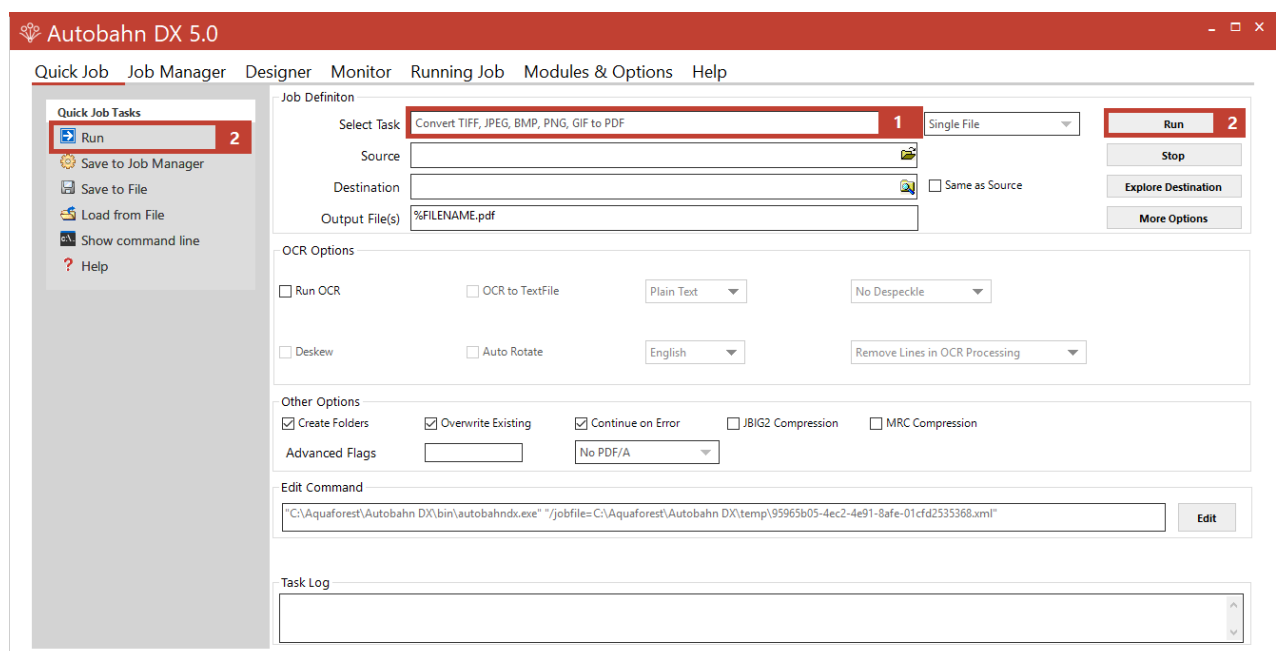 Autobahn DX 5.0
Quick Job Job Manager Designer Monitor Running Job Modules & Options Help
Quick Job Tasks
Run 2
Save to Job Manager
Save to File
Load from File
Show command line
Help
Job Definiton
Select Task Convert TIFF, JPEG, BMP, PNG, GIF to PDF 1 Single File Run 2
Source Stop
Destination Same as Source Explore Destination
Output File(s) %FILENAME.pdf More Options
OCR Options
Run OCR OCR to TextFile Plain Text No Despeckle
Deskew Auto Rotate English Remove Lines in OCR Processing
Other Options
Create Folders Overwrite Existing Continue on Error JBIG2 Compression MRC Compression
Advanced Flags No PDF/A
Edit Command
"C:\Aquaforest\Autobahn DX\bin\autobahndx.exe" "/jobfile=C:\Aquaforest\Autobahn DX\temp\95965b05-4ec2-4e91-8afe-01cfd2535368.xml" Edit
Task Log